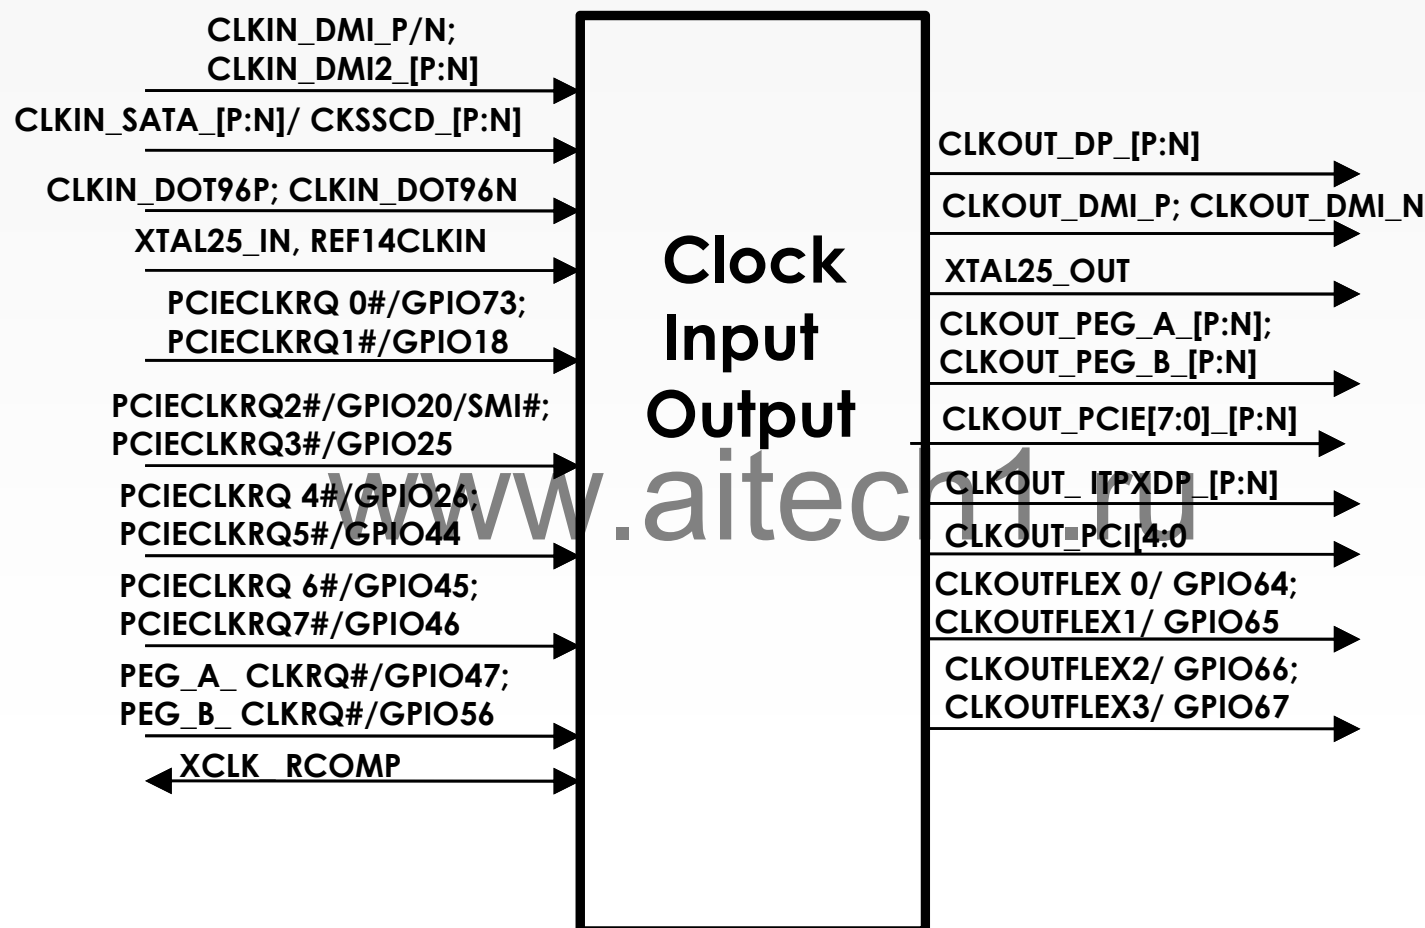 CLKIN_DMI_P/N;
CLKIN_DMI2_[P:N]
CLKIN_SATA_[P:N]/ CKSSCD_[P:N]
CLKIN_DOT96P; CLKIN_DOT96N
XTAL25_IN, REF14CLKIN
PCIECLKRQ 0#/GPIO73;
PCIECLKRQ1#/GPIO18
PCIECLKRQ2#/GPIO20/SMI#;
PCIECLKRQ3#/GPIO25
PCIECLKRQ 4#/GPIO26;
PCIECLKRQ5#/GPIO44
PCIECLKRQ 6#/GPIO45;
PCIECLKRQ7#/GPIO46
PEG_A_ CLKRQ#/GPIO47;
PEG_B_ CLKRQ#/GPIO56
XCLK_ RCOMP
Clock
Input
Output
www.aitech1.ru
CLKOUT_DP_[P:N]
CLKOUT_DMI_P; CLKOUT_DMI_N
XTAL25_OUT
CLKOUT_PEG_A_[P:N];
CLKOUT_PEG_B_[P:N]
CLKOUT_PCIE[7:0]_[P:N]
CLKOUT_ ITPXDP_[P:N]
CLKOUT_PCI[4:0
CLKOUTFLEX 0/ GPIO64;
CLKOUTFLEX1/ GPIO65
CLKOUTFLEX2/ GPIO66;
CLKOUTFLEX3/ GPIO67